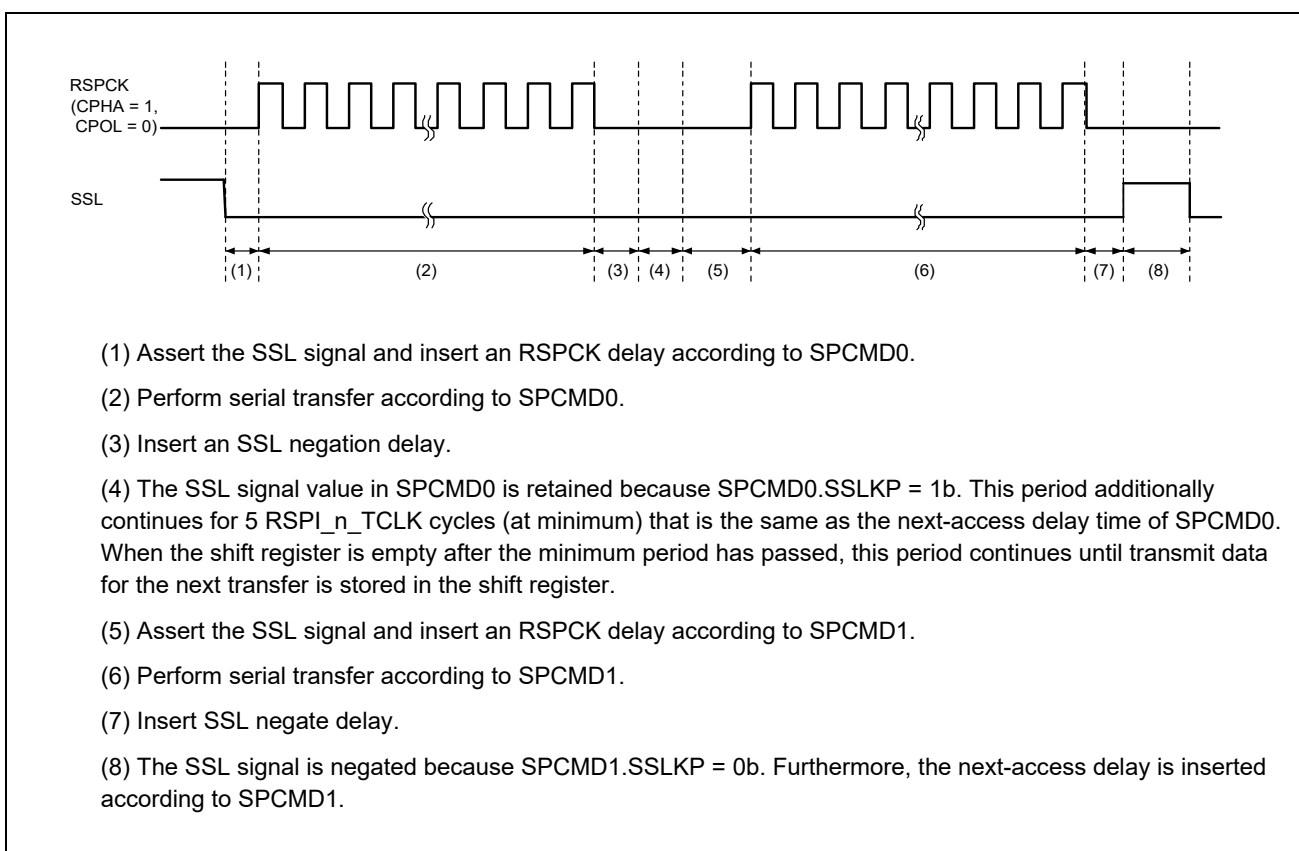 RSPCK
(CPHA = 1,
CPOL = 0)
SSL
(1) (2) (3) (4) (5) (6) (7) (8)
(1) Assert the SSL signal and insert an RSPCK delay according to SPCMD0.
(2) Perform serial transfer according to SPCMD0.
(3) Insert an SSL negation delay.
(4) The SSL signal value in SPCMD0 is retained because SPCMD0.SSLKP = 1b. This period additionally
continues for 5 RSPI_n_TCLK cycles (at minimum) that is the same as the next-access delay time of SPCMD0.
When the shift register is empty after the minimum period has passed, this period continues until transmit data
for the next transfer is stored in the shift register.
(5) Assert the SSL signal and insert an RSPCK delay according to SPCMD1.
(6) Perform serial transfer according to SPCMD1.
(7) Insert SSL negate delay.
(8) The SSL signal is negated because SPCMD1.SSLKP = 0b. Furthermore, the next-access delay is inserted
according to SPCMD1.